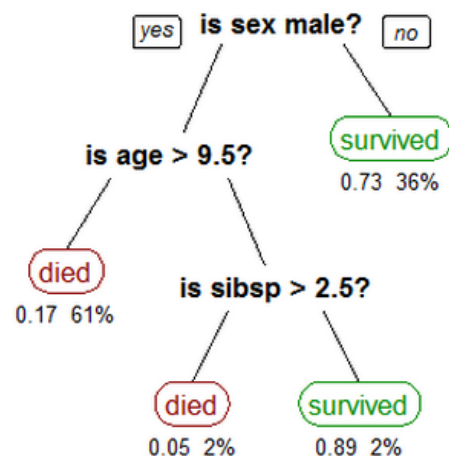 yes is sex male? no
survived
0.73 36%
is age > 9.5?
died
0.17 61%
is sibsp > 2.5?
died survived
0.05 2% 0.89 2%